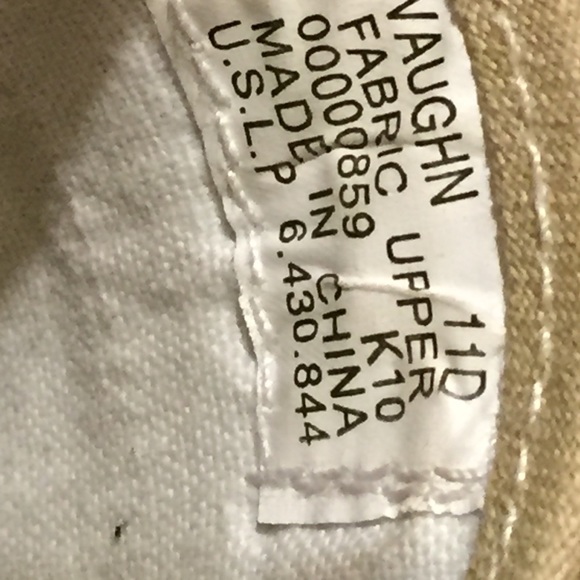 VAUGHN 11D
FABRIC UPPER
00000859 K10
MADE IN CHINA
U.S.L.P 6.430.844